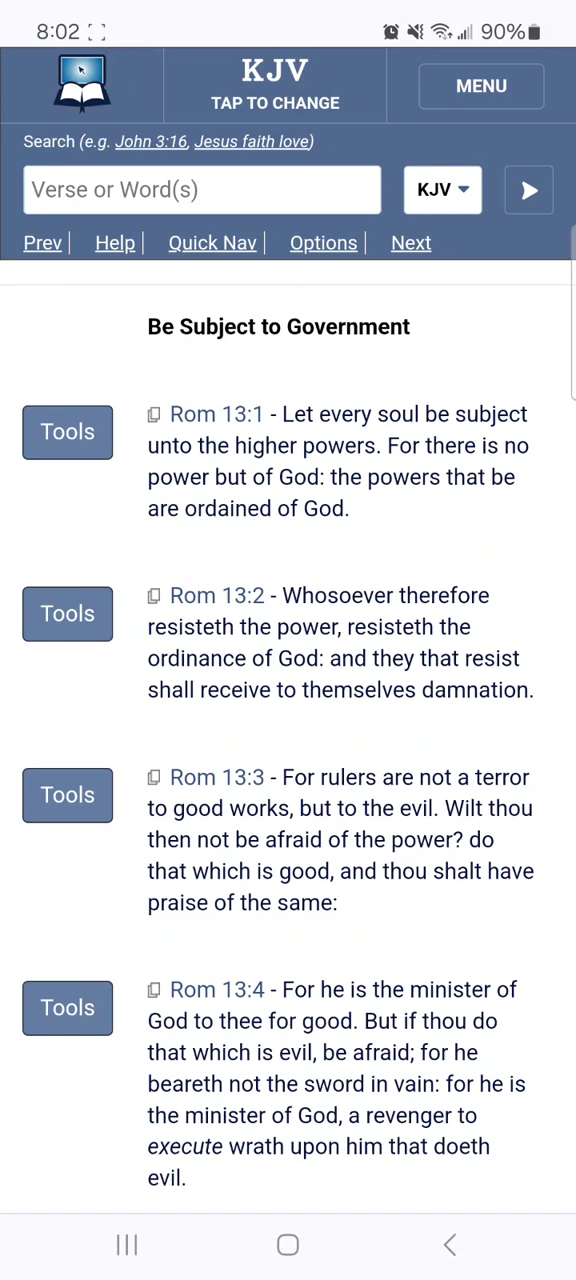 8:02 90%
KJV
TAP TO CHANGE
MENU
Search (e.g. John 3:16, Jesus faith love)
Verse or Word(s)
KJV
Prev | Help | Quick Nav | Options | Next
Be Subject to Government
Tools
Rom 13:1 - Let every soul be subject
unto the higher powers. For there is no
power but of God: the powers that be
are ordained of God.
Tools
Rom 13:2 - Whosoever therefore
resisteth the power, resisteth the
ordinance of God: and they that resist
shall receive to themselves damnation.
Tools
Rom 13:3 - For rulers are not a terror
to good works, but to the evil. Wilt thou
then not be afraid of the power? do
that which is good, and thou shalt have
praise of the same:
Tools
Rom 13:4 - For he is the minister of
God to thee for good. But if thou do
that which is evil, be afraid; for he
beareth not the sword in vain: for he is
the minister of God, a revenger to
execute wrath upon him that doeth
evil.